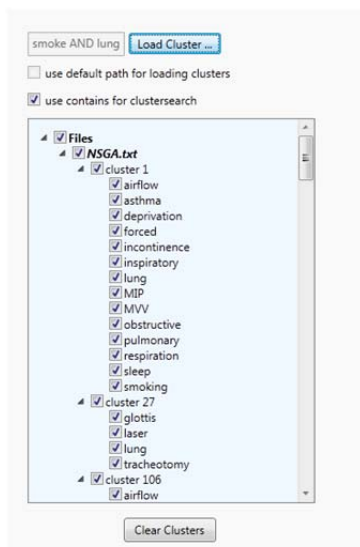 smoke AND lung Load Cluster ...
use default path for loading clusters
use contains for clustersearch
Files
NSGA.txt
cluster 1
airflow
asthma
deprivation
forced
incontinence
inspiratory
lung
MIP
MVV
obstructive
pulmonary
respiration
sleep
smoking
cluster 27
glottis
laser
lung
tracheotomy
cluster 106
airflow
Clear Clusters